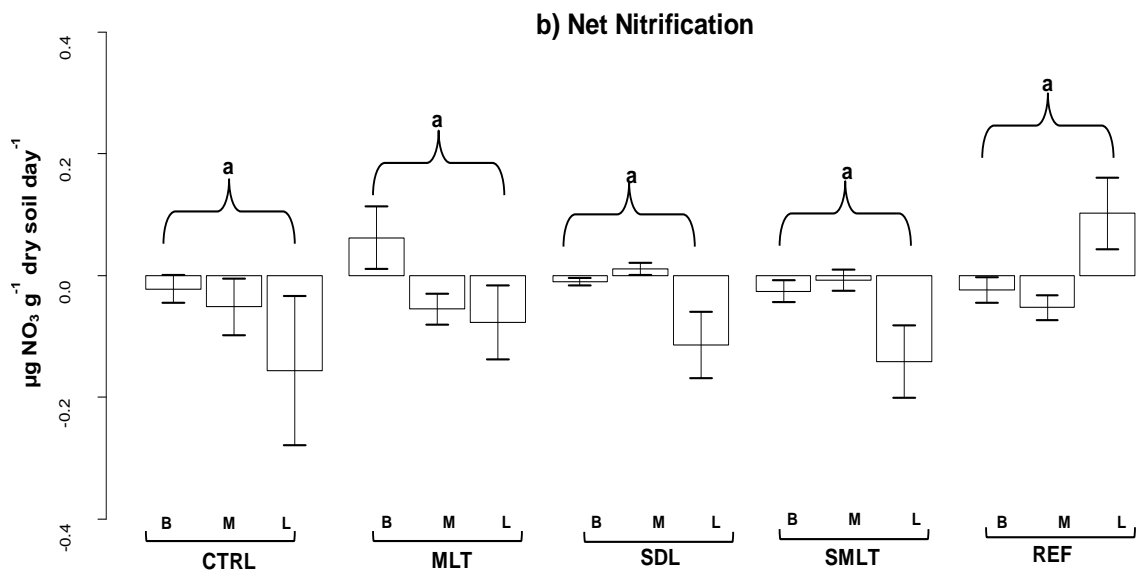 b) Net Nitrification
µg NO₃ g⁻¹ dry soil day⁻¹
0.4
0.2
0.0
-0.2
-0.4
a a a a a
B M L B M L B M L B M L B M L
CTRL MLT SDL SMLT REF